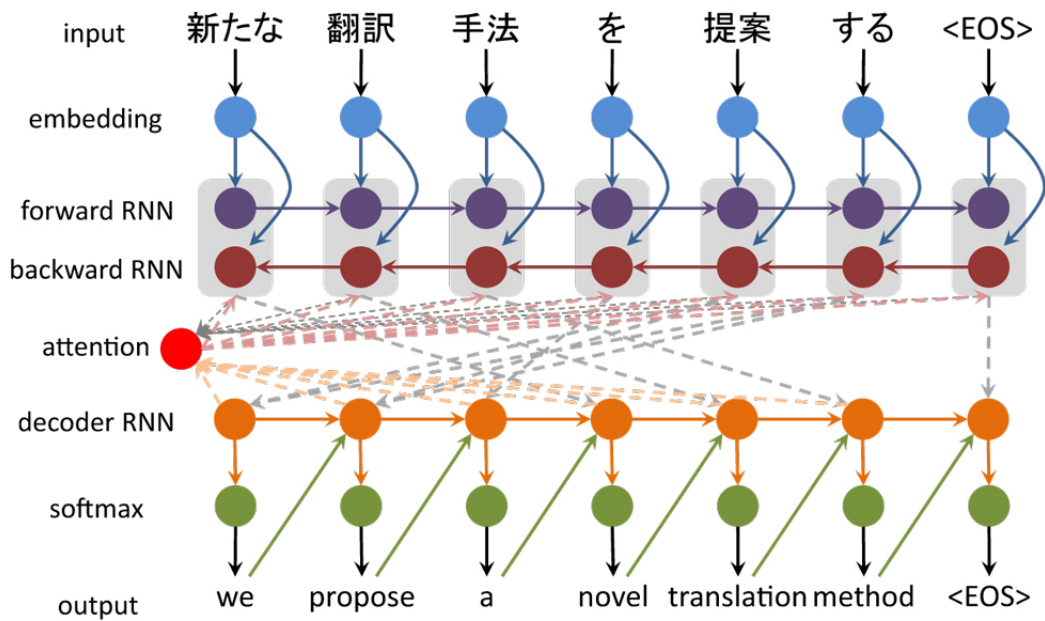 input 新たな 翻訳 手法 を 提案 する <EOS>
embedding
forward RNN
backward RNN
attention
decoder RNN
softmax
output we propose a novel translation method <EOS>